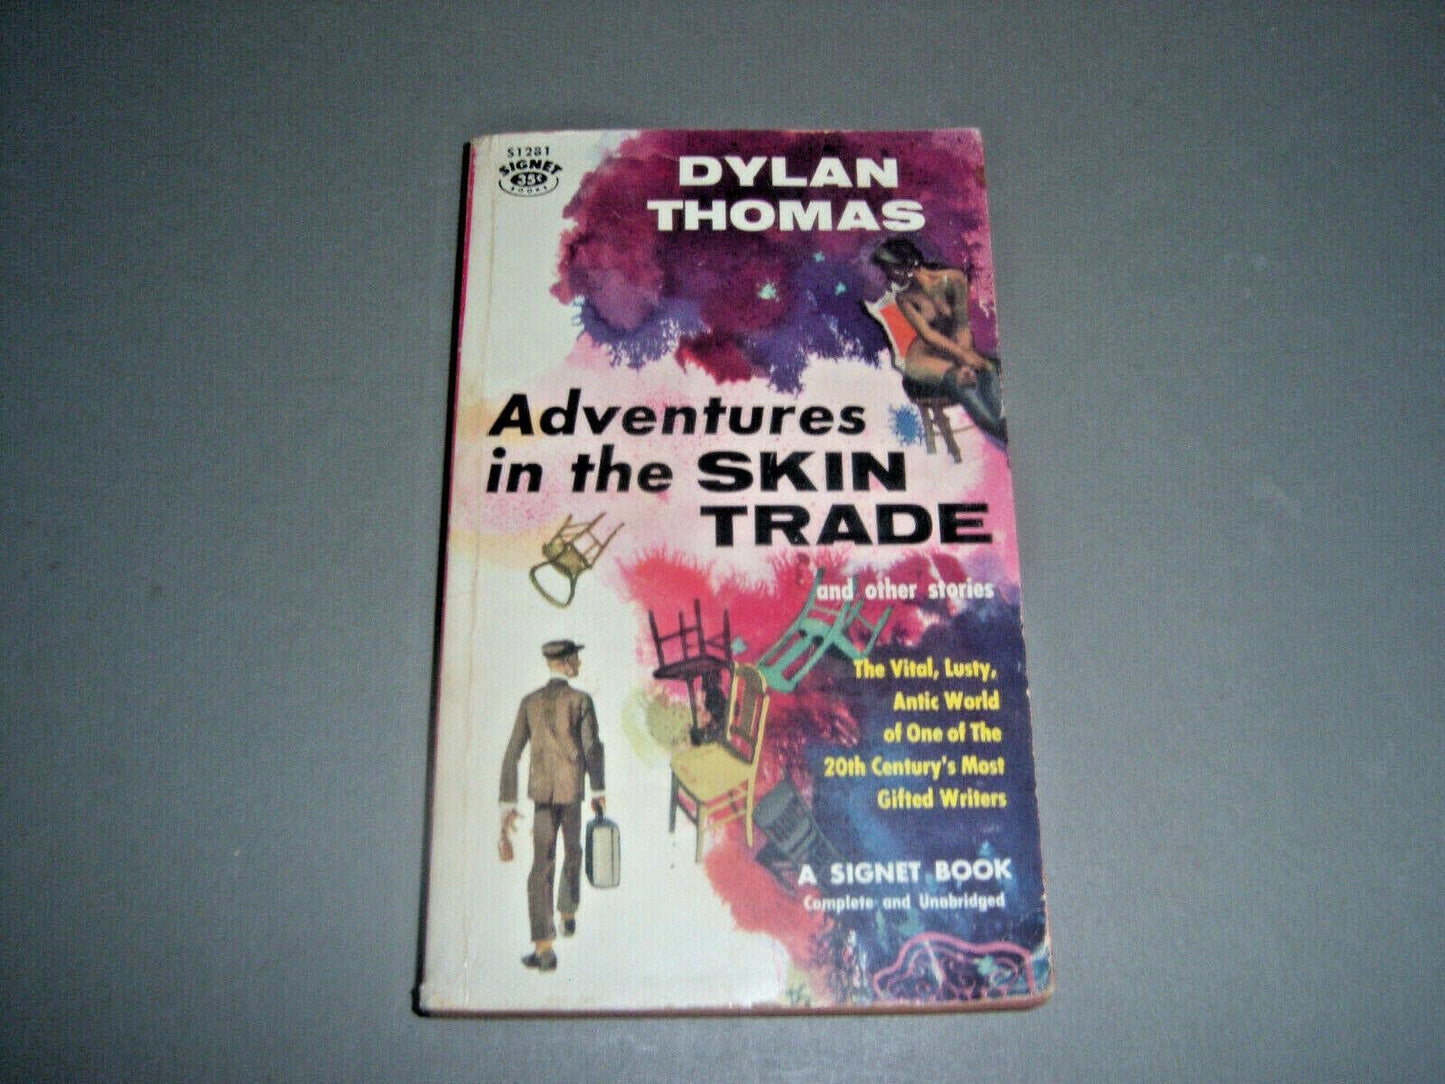 S1281
SIGNET
35¢
BOOKS
DYLAN
THOMAS
Adventures
in the SKIN
TRADE
and other stories
The Vital, Lusty,
Antic World
of One of The
20th Century's Most
Gifted Writers
A SIGNET BOOK
Complete and Unabridged